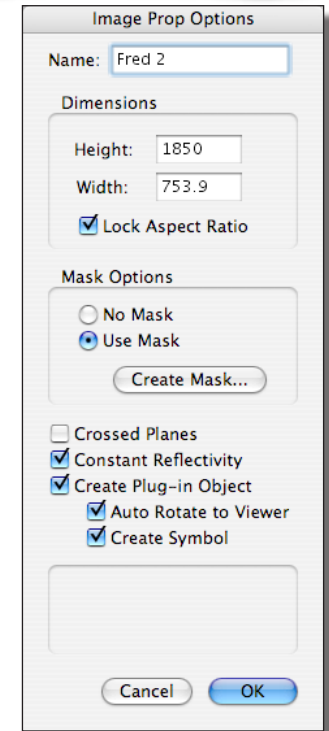 Image Prop Options
Name: Fred 2
Dimensions
Height: 1850
Width: 753.9
Lock Aspect Ratio
Mask Options
No Mask
Use Mask
Create Mask...
Crossed Planes
Constant Reflectivity
Create Plug-in Object
Auto Rotate to Viewer
Create Symbol
Cancel OK